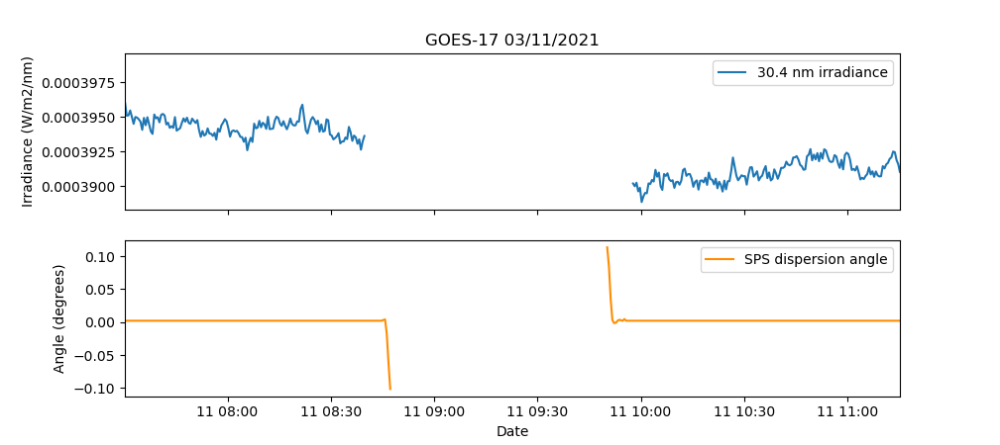 GOES-17 03/11/2021
Irradiance (W/m2/nm)
0.0003975
0.0003950
0.0003925
0.0003900
30.4 nm irradiance
Angle (degrees)
0.10
0.05
0.00
−0.05
−0.10
SPS dispersion angle
11 08:00 11 08:30 11 09:00 11 09:30 11 10:00 11 10:30 11 11:00
Date